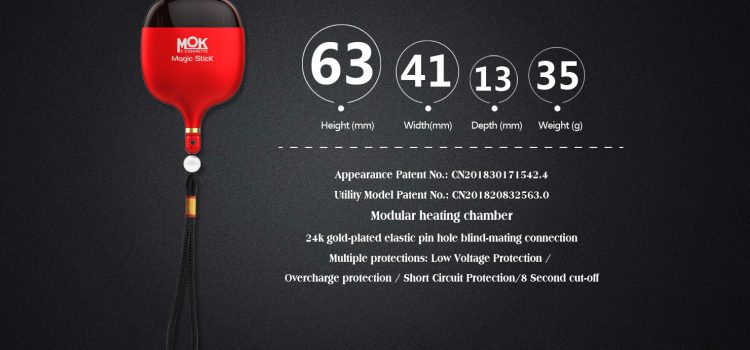 MOK
E-CIGARETTE
Magic SticK
63
41
13
35
Height (mm)
Width(mm)
Depth (mm)
Weight (g)
Appearance Patent No.: CN201830171542.4
Utility Model Patent No.: CN201820832563.0
Modular heating chamber
24k gold-plated elastic pin hole blind-mating connection
Multiple protections: Low Voltage Protection /
Overcharge protection / Short Circuit Protection/8 Second cut-off